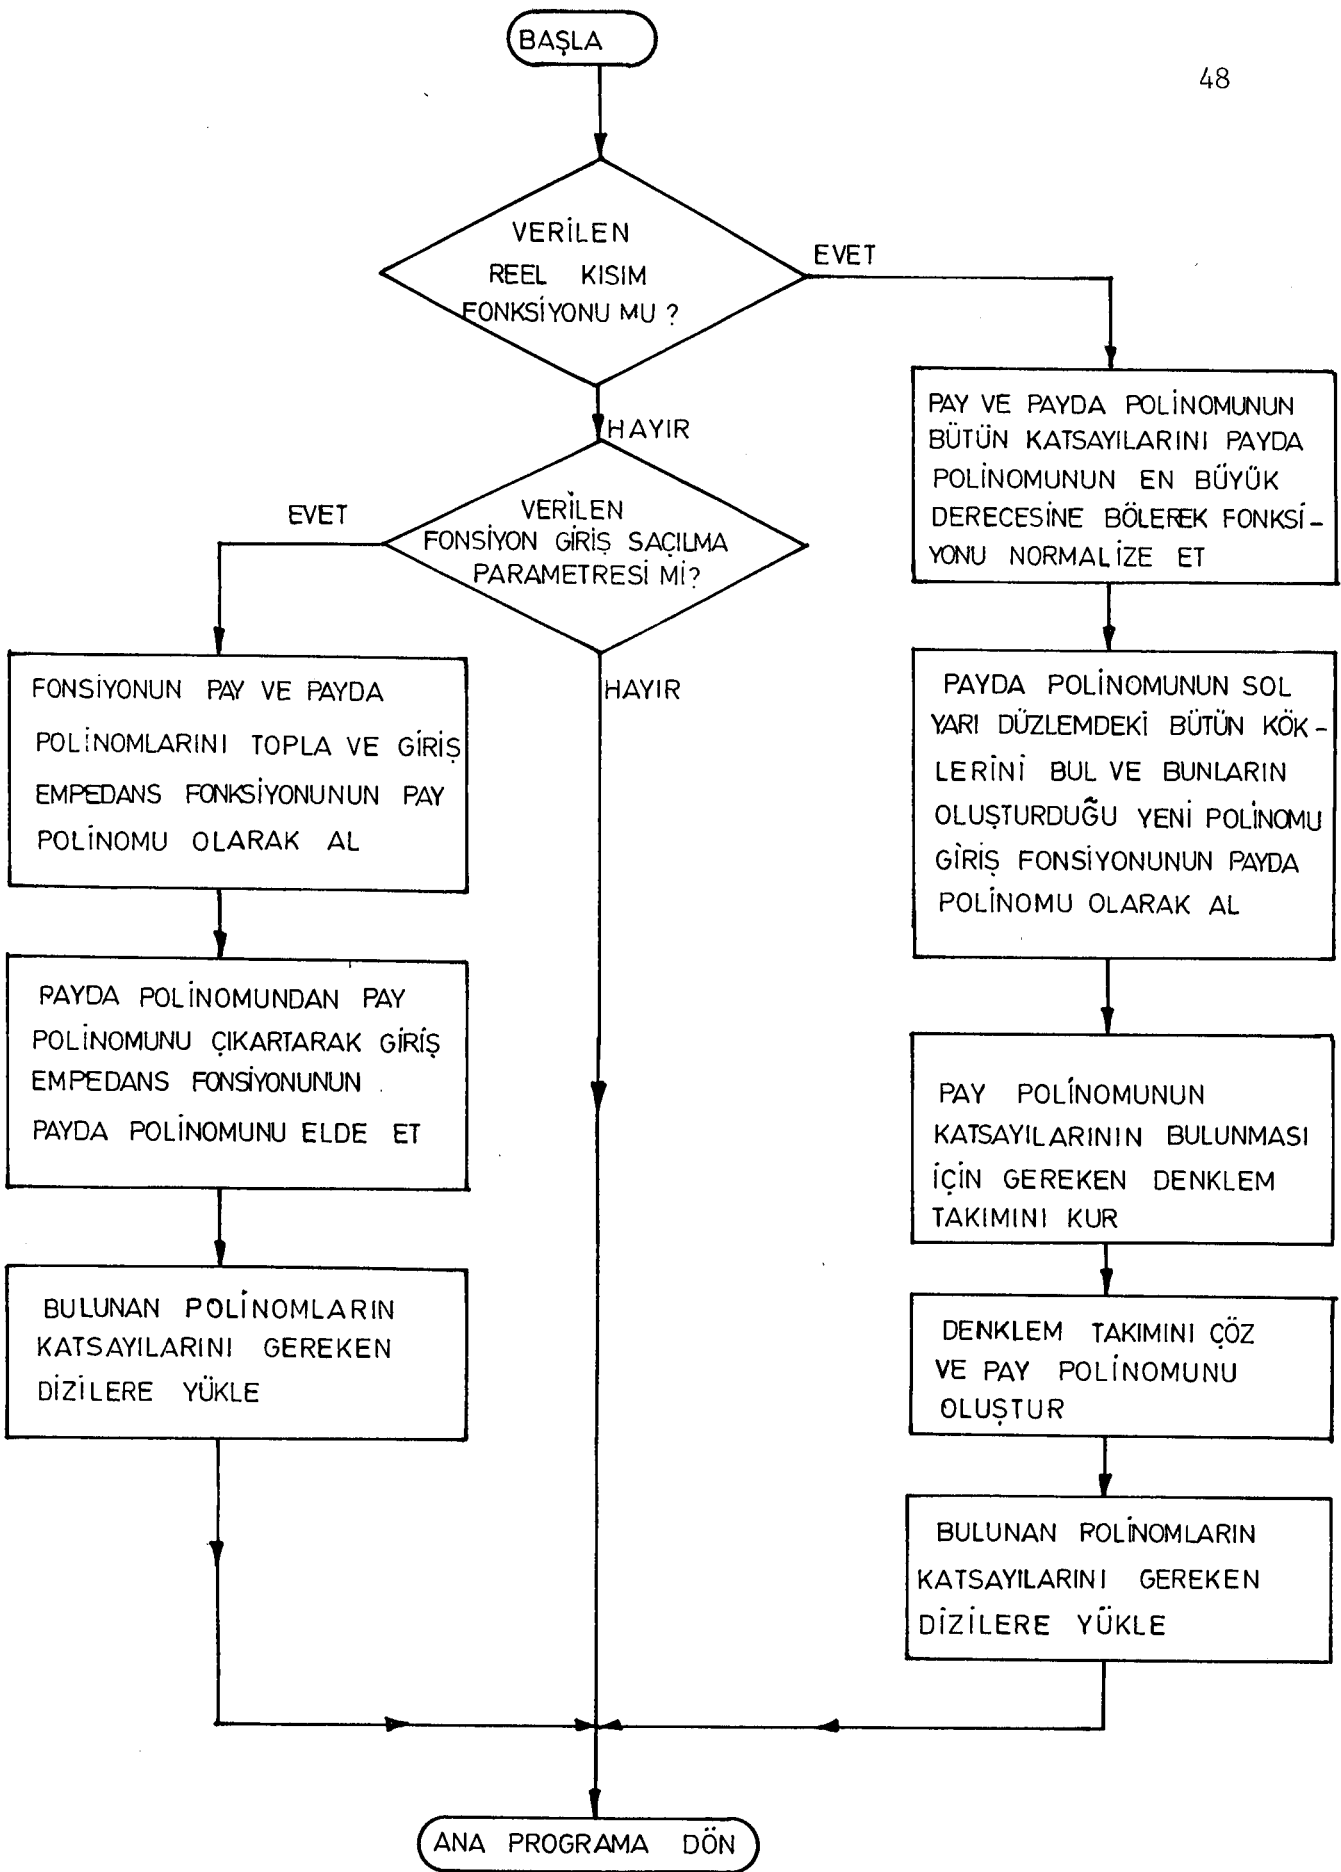 BAŞLA
48
VERİLEN
REEL KISIM
FONKSİYONU MU ?
EVET
HAYIR
VERİLEN
FONSİYON GİRİŞ SAÇILMA
PARAMETRESİ Mİ?
EVET
HAYIR
FONSİYONUN PAY VE PAYDA
POLİNOMLARINI TOPLA VE GİRİŞ
EMPEDANS FONKSİYONUNUN PAY
POLİNOMU OLARAK AL
PAYDA POLİNOMUNDAN PAY
POLİNOMUNU ÇIKARTARAK GİRİŞ
EMPEDANS FONSİYONUNUN
PAYDA POLİNOMUNU ELDE ET
BULUNAN POLİNOMLARIN
KATSAYILARINI GEREKEN
DİZİLERE YÜKLE
PAY VE PAYDA POLİNOMUNUN
BÜTÜN KATSAYILARINI PAYDA
POLİNOMUNUN EN BÜYÜK
DERECESİNE BÖLEREK FONKSİ-
YONU NORMALİZE ET
PAYDA POLİNOMUNUN SOL
YARI DÜZLEMDEKİ BÜTÜN KÖK-
LERİNİ BUL VE BUNLARIN
OLUŞTURDUĞU YENİ POLİNOMU
GİRİŞ FONSİYONUNUN PAYDA
POLİNOMU OLARAK AL
PAY POLİNOMUNUN
KATSAYILARININ BULUNMASI
İÇİN GEREKEN DENKLEM
TAKIMINI KUR
DENKLEM TAKIMINI ÇÖZ
VE PAY POLİNOMUNU
OLUŞTUR
BULUNAN POLİNOMLARIN
KATSAYILARINI GEREKEN
DİZİLERE YÜKLE
ANA PROGRAMA DÖN